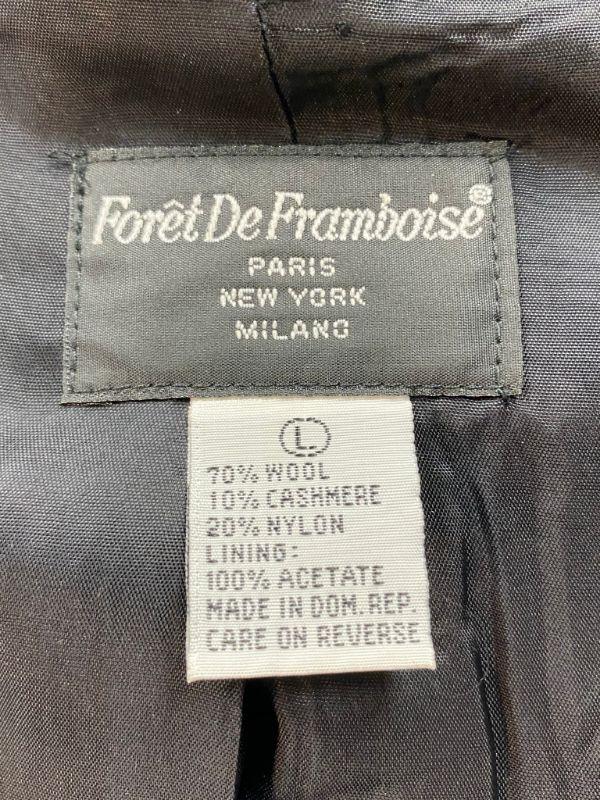 Forêt De Framboise®
PARIS
NEW YORK
MILANO
L
70% WOOL
10% CASHMERE
20% NYLON
LINING:
100% ACETATE
MADE IN DOM. REP.
CARE ON REVERSE